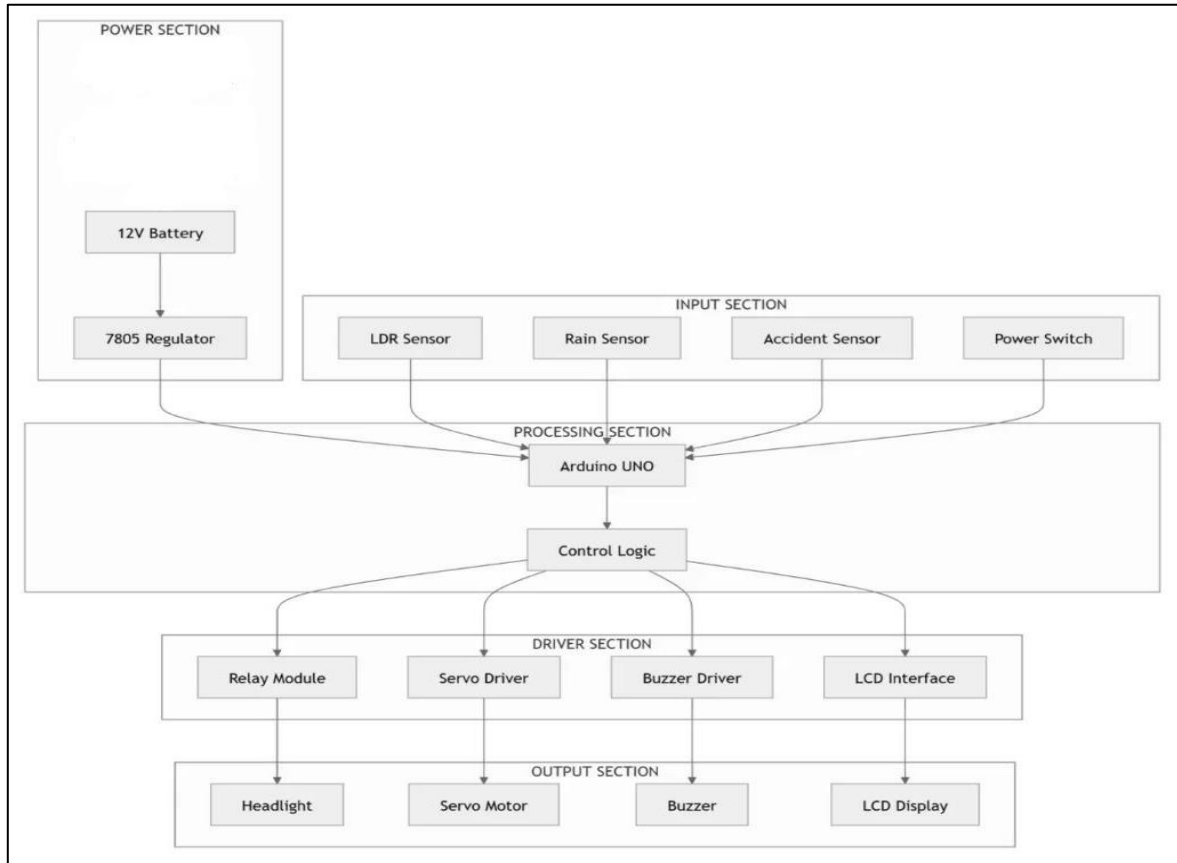 POWER SECTION
12V Battery
7805 Regulator
INPUT SECTION
LDR Sensor
Rain Sensor
Accident Sensor
Power Switch
PROCESSING SECTION
Arduino UNO
Control Logic
DRIVER SECTION
Relay Module
Servo Driver
Buzzer Driver
LCD Interface
OUTPUT SECTION
Headlight
Servo Motor
Buzzer
LCD Display